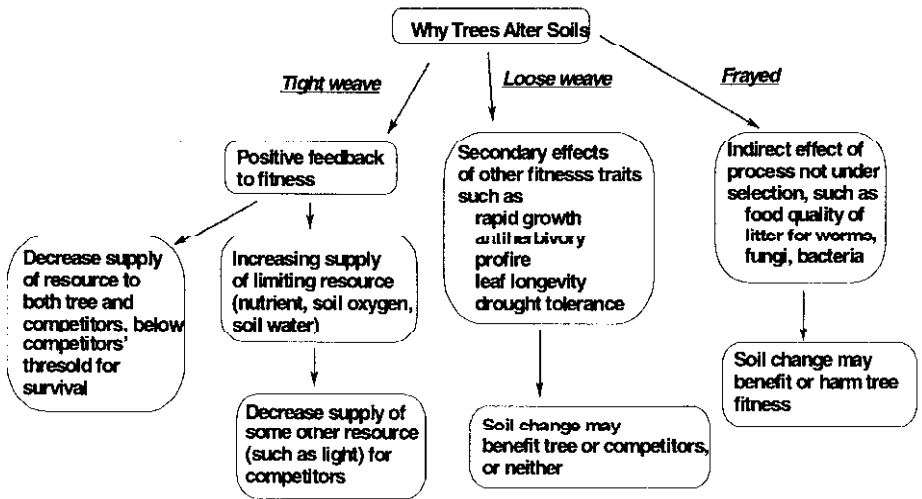 Why Trees Alter Soils
Tight weave
Loose weave
Frayed
Positive feedback
to fitness
Secondary effects
of other fitnesss traits
such as
rapid growth
antiherbivory
profire
leaf longevity
drought tolerance
Indirect effect of
process not under
selection, such as
food quality of
litter for worms,
fungi, bacteria
Decrease supply
of resource to
both tree and
competitors, below
competitors'
thresold for
survival
Increasing supply
of limiting resource
(nutrient, soil oxygen,
soil water)
Decrease supply of
some other resource
(such as light) for
competitors
Soil change may
benefit tree or competitors,
or neither
Soil change may
benefit or harm tree
fitness